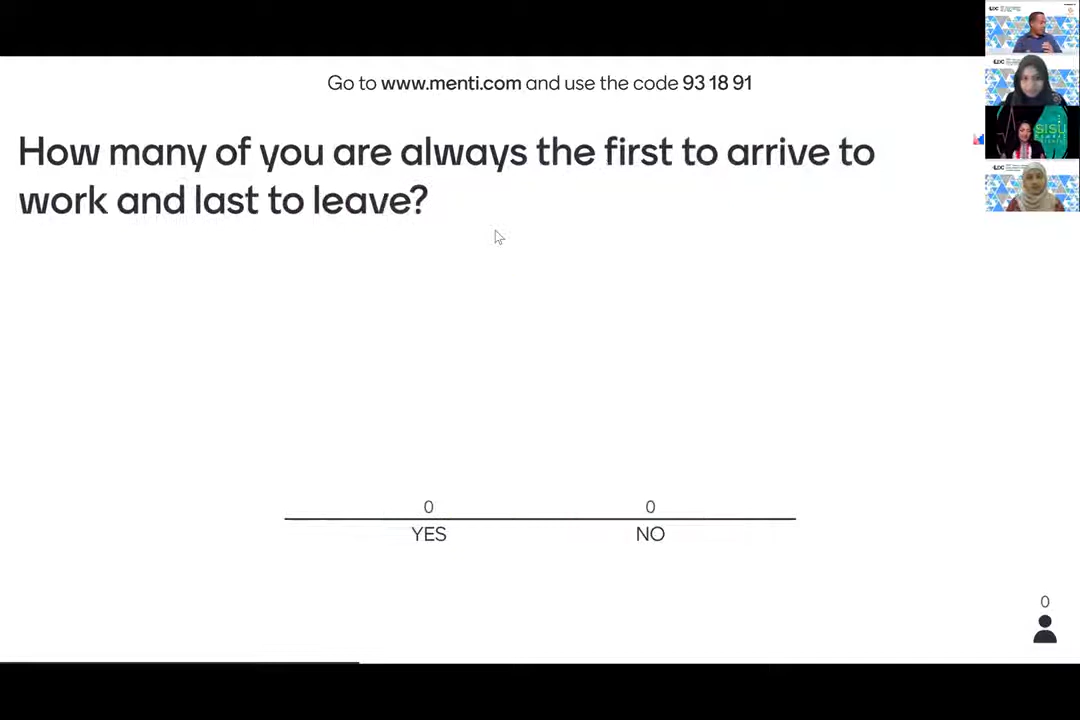 Go to www.menti.com and use the code 93 18 91
How many of you are always the first to arrive to
work and last to leave?
0
0
YES
NO
0
SISU